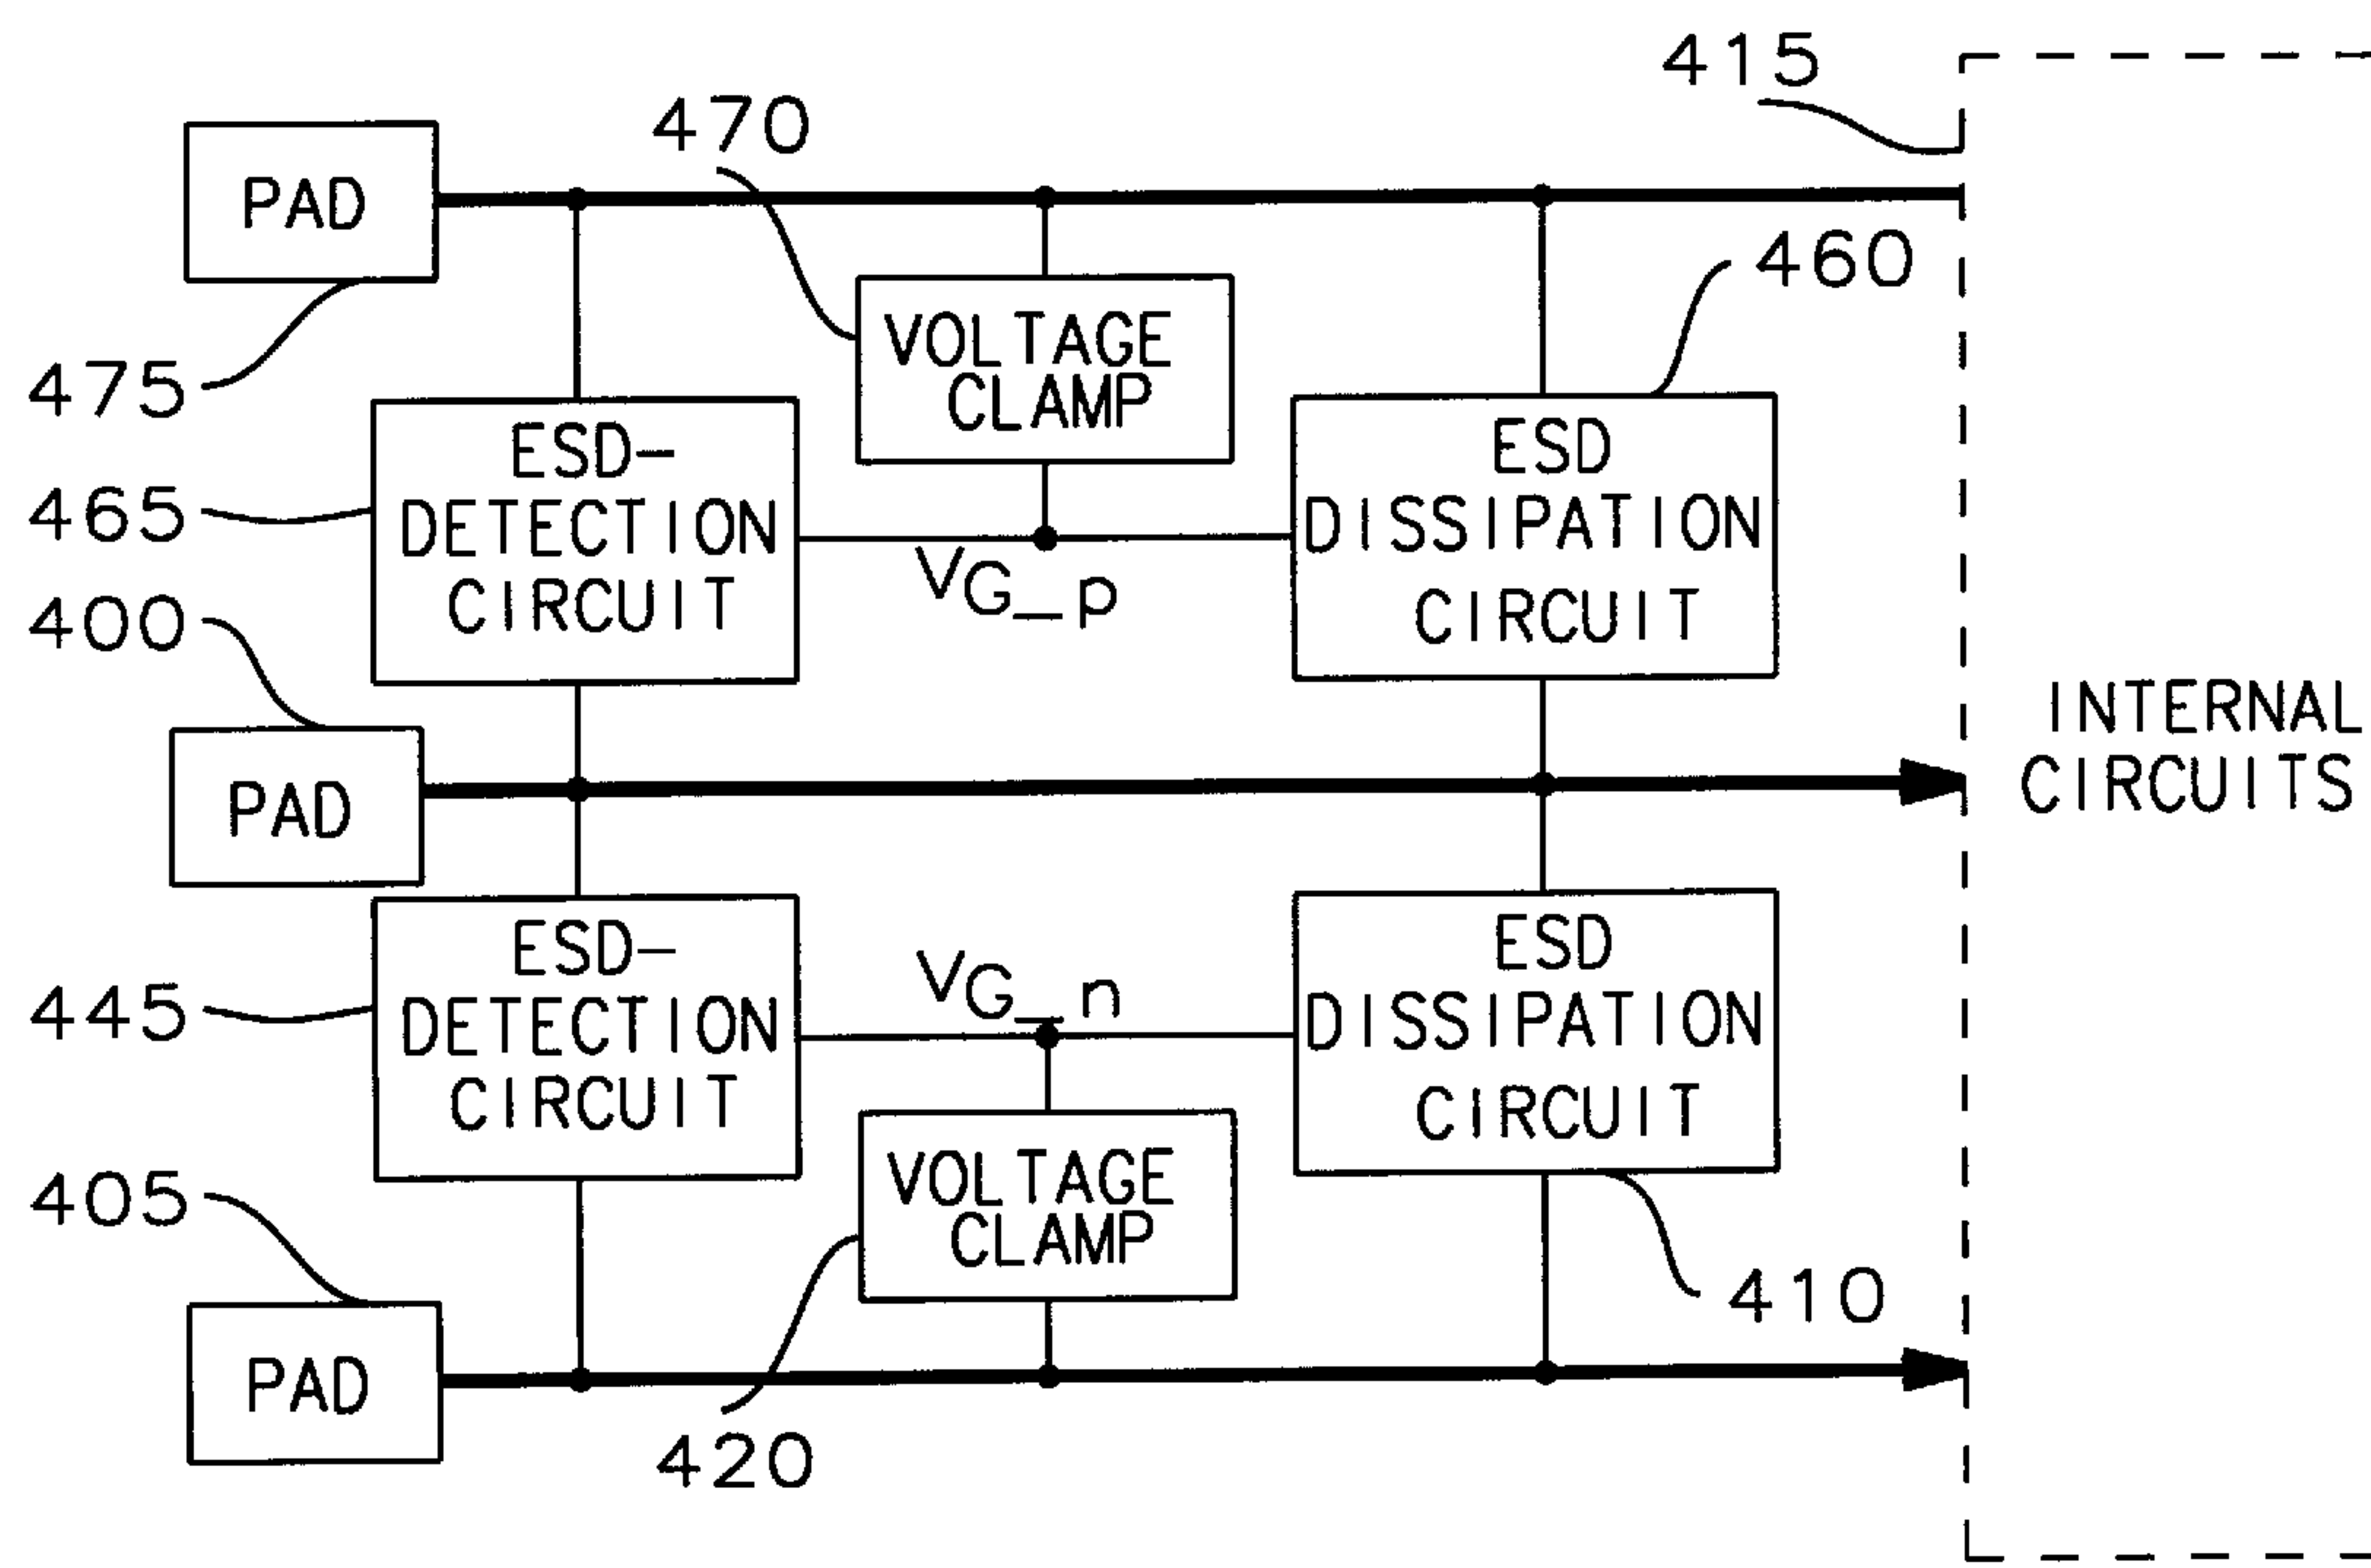 415
470
PAD
460
VOLTAGE
CLAMP
475
ESD-
DETECTION
CIRCUIT
ESD
DISSIPATION
CIRCUIT
465
VG_p
400
INTERNAL
CIRCUITS
PAD
ESD-
DETECTION
CIRCUIT
VG_n
ESD
DISSIPATION
CIRCUIT
445
VOLTAGE
CLAMP
405
410
PAD
420